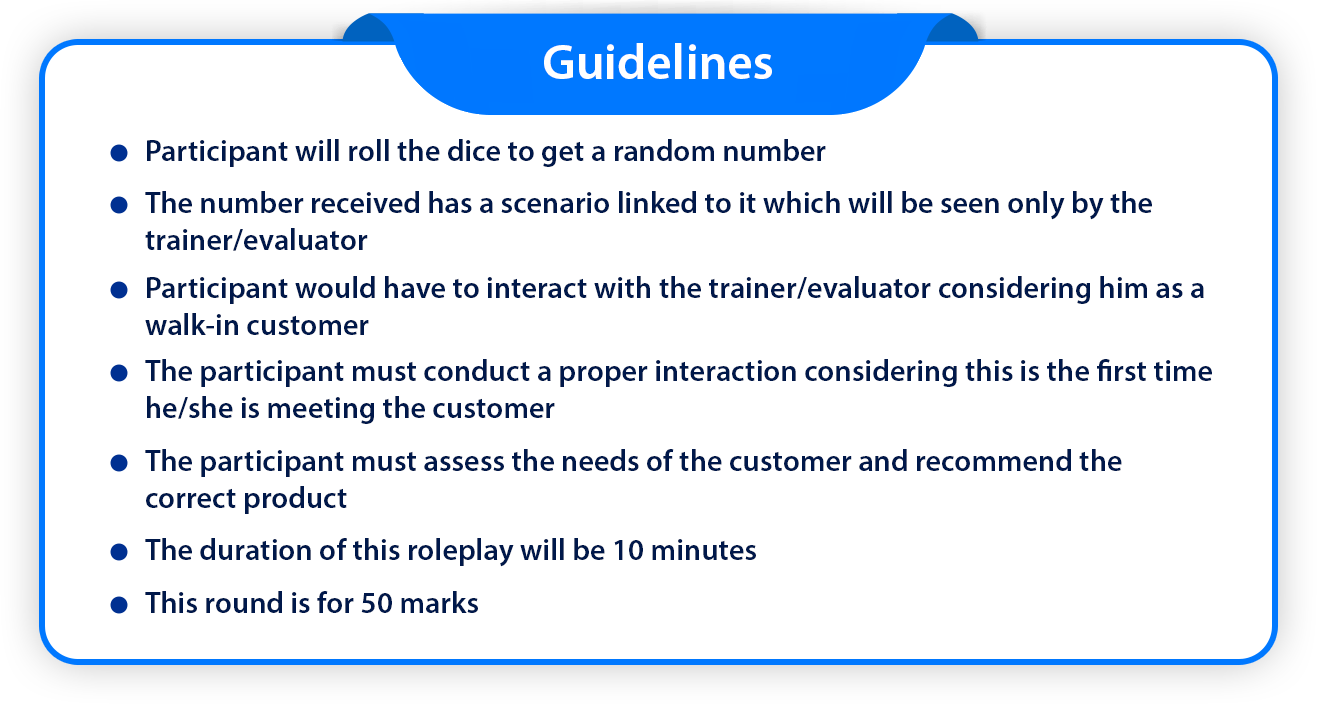 Guidelines
● Participant will roll the dice to get a random number
● The number received has a scenario linked to it which will be seen only by the
trainer/evaluator
● Participant would have to interact with the trainer/evaluator considering him as a
walk-in customer
● The participant must conduct a proper interaction considering this is the first time
he/she is meeting the customer
● The participant must assess the needs of the customer and recommend the
correct product
● The duration of this roleplay will be 10 minutes
● This round is for 50 marks